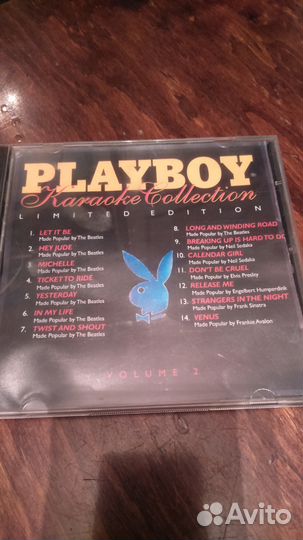 PLAYBOY
Karaoke Collection
LIMITED EDITION
1. LET IT BE
Made Popular by The Beatles
2. HEY JUDE
Made Popular by The Beatles
3. MICHELLE
Made Popular by The Beatles
4. TICKET TO RIDE
Made Popular by The Beatles
5. YESTERDAY
Made Popular by The Beatles
6. IN MY LIFE
Made Popular by The Beatles
7. TWIST AND SHOUT
Made Popular by The Beatles
8. LONG AND WINDING ROAD
Made Popular by The Beatles
9. BREAKING UP IS HARD TO DO
Made Popular by Neil Sedaka
10. CALENDAR GIRL
Made Popular by Neil Sedaka
11. DON'T BE CRUEL
Made Popular by Elvis Presley
12. RELEASE ME
Made Popular by Engelbert Humperdink
13. STRANGERS IN THE NIGHT
Made Popular by Frank Sinatra
14. VENUS
Made Popular by Frankie Avalon
VOLUME 2
Avito